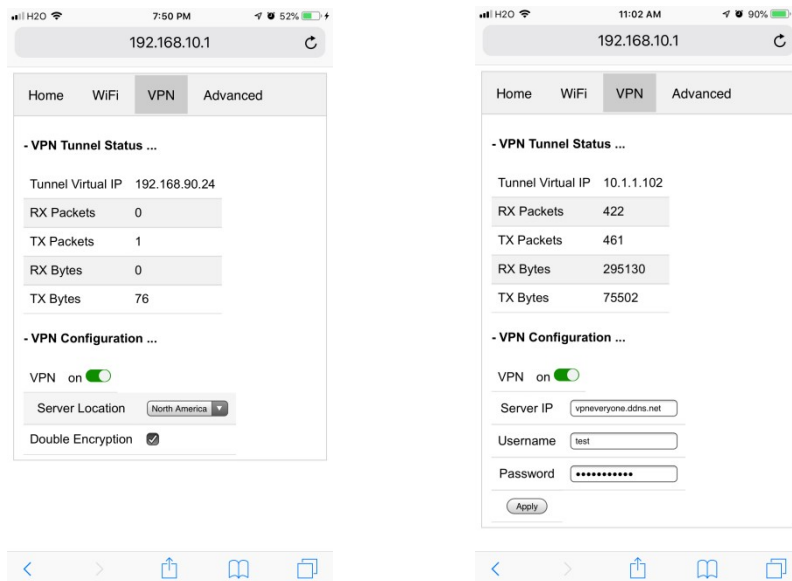 H2O 7:50 PM 52%
192.168.10.1
Home WiFi VPN Advanced
- VPN Tunnel Status ...
Tunnel Virtual IP 192.168.90.24
RX Packets 0
TX Packets 1
RX Bytes 0
TX Bytes 76
- VPN Configuration ...
VPN on
Server Location North America
Double Encryption
H2O 11:02 AM 90%
192.168.10.1
Home WiFi VPN Advanced
- VPN Tunnel Status ...
Tunnel Virtual IP 10.1.1.102
RX Packets 422
TX Packets 461
RX Bytes 295130
TX Bytes 75502
- VPN Configuration ...
VPN on
Server IP vpneveryone.ddns.net
Username test
Password •••••••••••
Apply